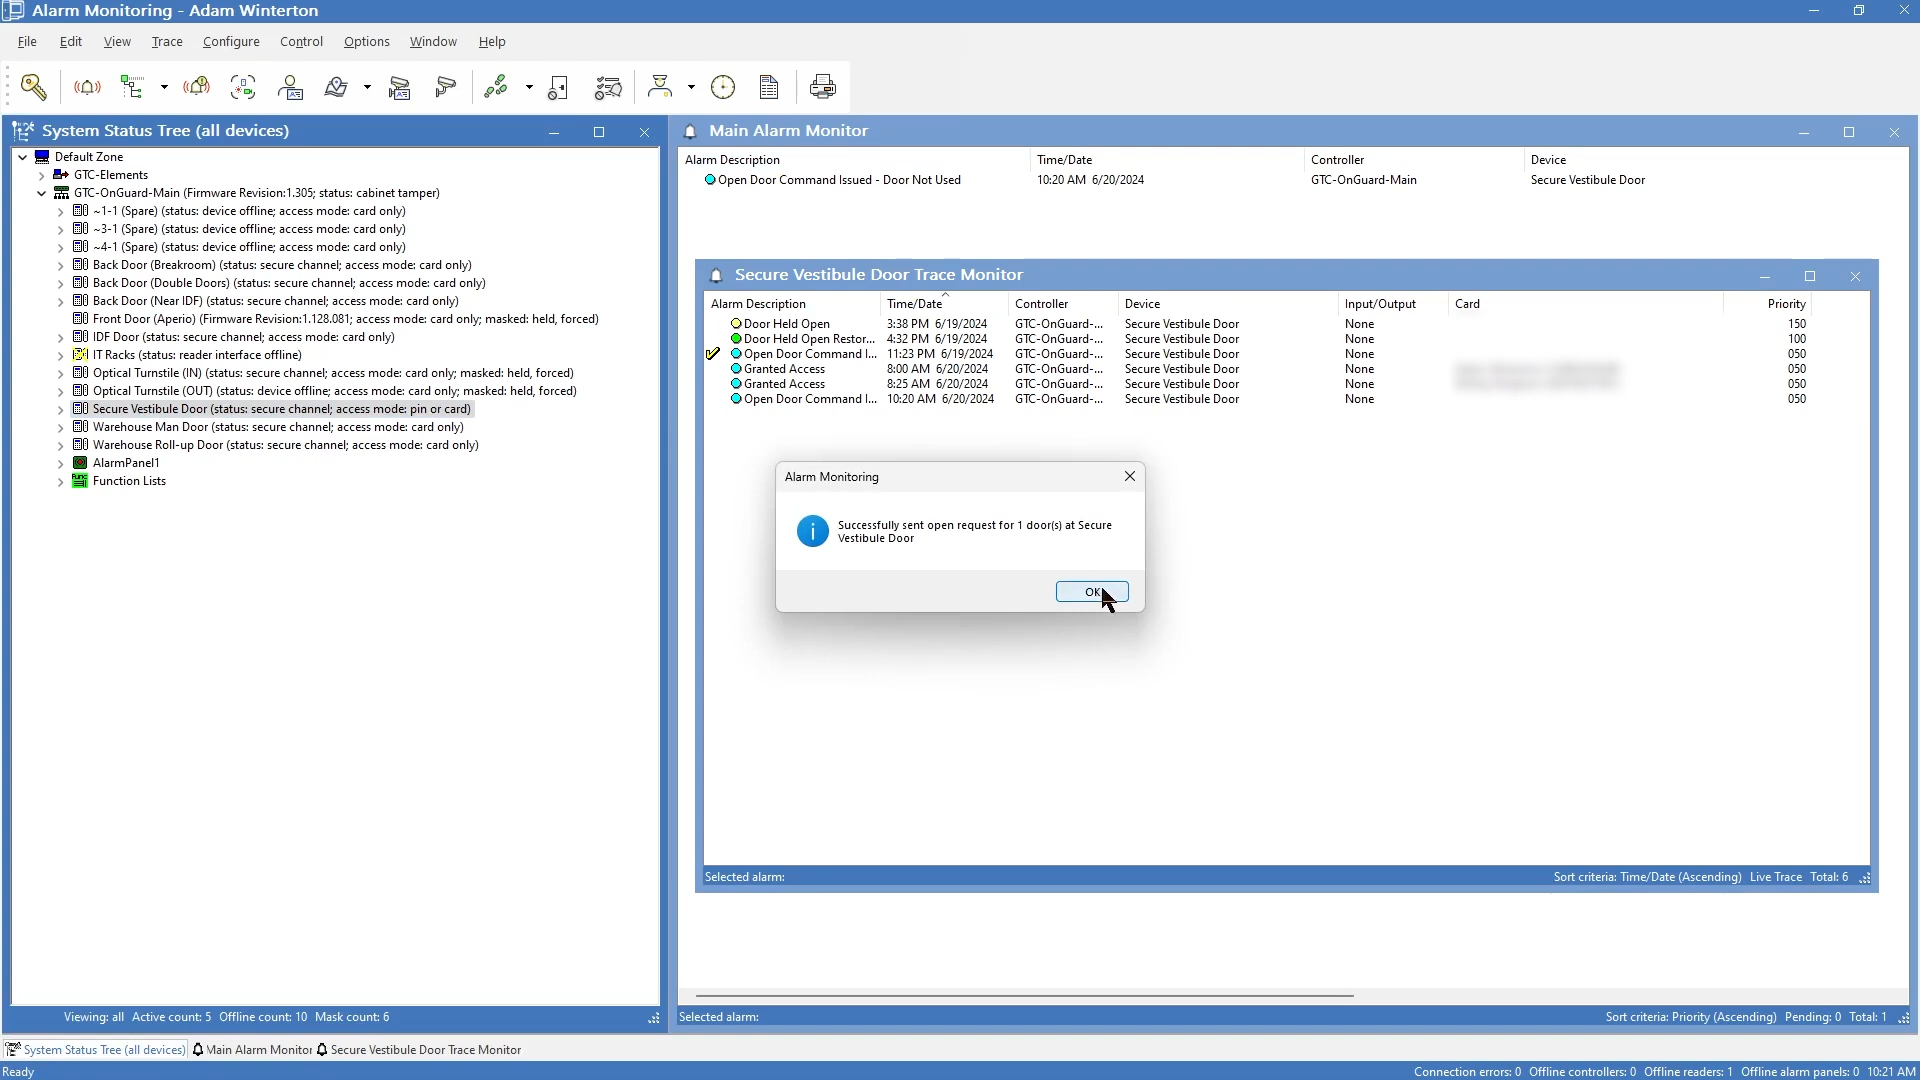 Alarm Monitoring - Adam Winterton
File Edit View Trace Configure Control Options Window Help
System Status Tree (all devices)
Default Zone
GTC-Elements
GTC-OnGuard-Main (Firmware Revision:1.305; status: cabinet tamper)
~1-1 (Spare) (status: device offline; access mode: card only)
~3-1 (Spare) (status: device offline; access mode: card only)
~4-1 (Spare) (status: device offline; access mode: card only)
Back Door (Breakroom) (status: secure channel; access mode: card only)
Back Door (Double Doors) (status: secure channel; access mode: card only)
Back Door (Near IDF) (status: secure channel; access mode: card only)
Front Door (Aperio) (Firmware Revision:1.128.081; access mode: card only; masked: held, forced)
IDF Door (status: secure channel; access mode: card only)
IT Racks (status: reader interface offline)
Optical Turnstile (IN) (status: secure channel; access mode: card only; masked: held, forced)
Optical Turnstile (OUT) (status: device offline; access mode: card only; masked: held, forced)
Secure Vestibule Door (status: secure channel; access mode: pin or card)
Warehouse Man Door (status: secure channel; access mode: card only)
Warehouse Roll-up Door (status: secure channel; access mode: card only)
AlarmPanel1
Function Lists
Viewing: all Active count: 5 Offline count: 10 Mask count: 6
Main Alarm Monitor
Alarm Description Time/Date Controller Device
Open Door Command Issued - Door Not Used 10:20 AM 6/20/2024 GTC-OnGuard-Main Secure Vestibule Door
Secure Vestibule Door Trace Monitor
Alarm Description Time/Date Controller Device Input/Output Card Priority
Door Held Open 3:38 PM 6/19/2024 GTC-OnGuard-... Secure Vestibule Door None 150
Door Held Open Restor... 4:32 PM 6/19/2024 GTC-OnGuard-... Secure Vestibule Door None 100
Open Door Command I... 11:23 PM 6/19/2024 GTC-OnGuard-... Secure Vestibule Door None 050
Granted Access 8:00 AM 6/20/2024 GTC-OnGuard-... Secure Vestibule Door None 050
Granted Access 8:25 AM 6/20/2024 GTC-OnGuard-... Secure Vestibule Door None 050
Open Door Command I... 10:20 AM 6/20/2024 GTC-OnGuard-... Secure Vestibule Door None 050
Alarm Monitoring
Successfully sent open request for 1 door(s) at Secure
Vestibule Door
OK
Selected alarm: Sort criteria: Time/Date (Ascending) Live Trace Total: 6
Selected alarm: Sort criteria: Priority (Ascending) Pending: 0 Total: 1
System Status Tree (all devices) Main Alarm Monitor Secure Vestibule Door Trace Monitor
Ready Connection errors: 0 Offline controllers: 0 Offline readers: 1 Offline alarm panels: 0 10:21 AM